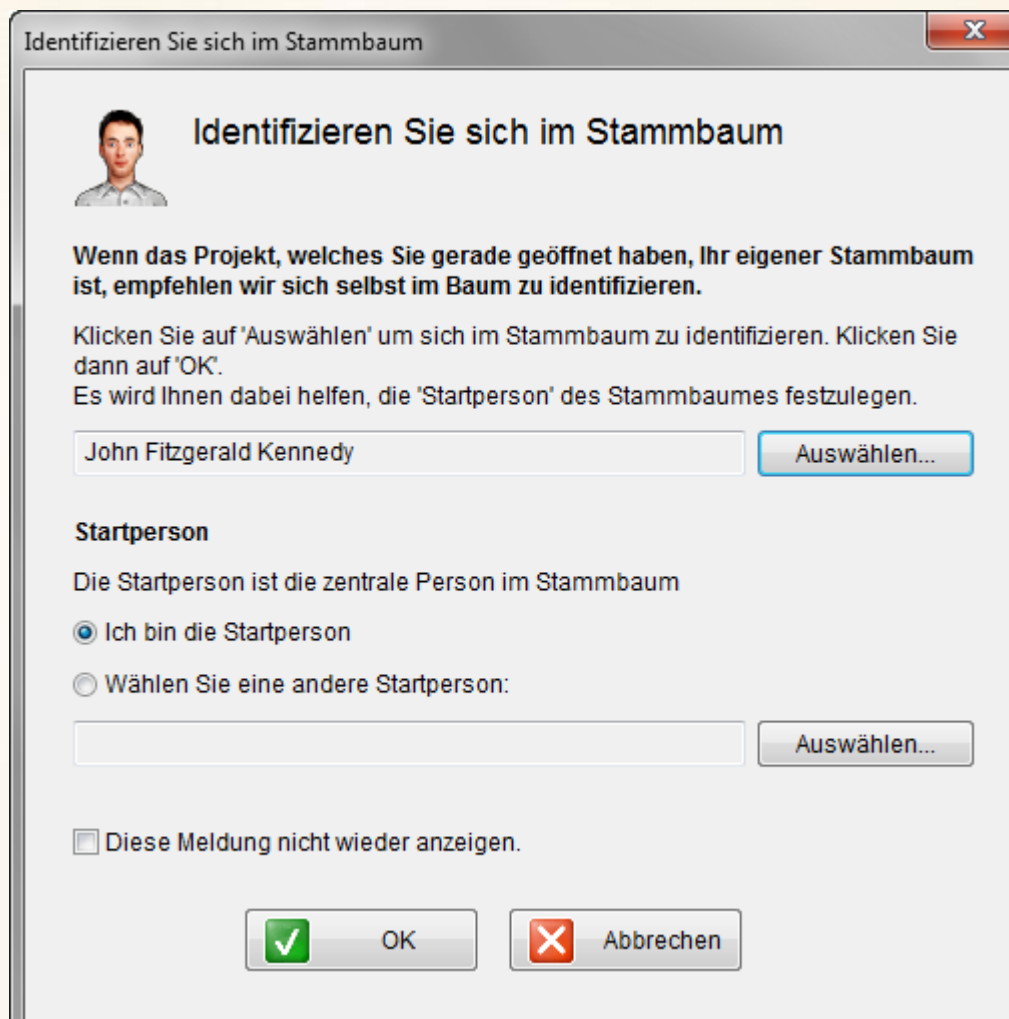 Identifizieren Sie sich im Stammbaum
Identifizieren Sie sich im Stammbaum
Wenn das Projekt, welches Sie gerade geöffnet haben, Ihr eigener Stammbaum
ist, empfehlen wir sich selbst im Baum zu identifizieren.
Klicken Sie auf 'Auswählen' um sich im Stammbaum zu identifizieren. Klicken Sie
dann auf 'OK'.
Es wird Ihnen dabei helfen, die 'Startperson' des Stammbaumes festzulegen.
John Fitzgerald Kennedy
Auswählen...
Startperson
Die Startperson ist die zentrale Person im Stammbaum
Ich bin die Startperson
Wählen Sie eine andere Startperson:
Auswählen...
Diese Meldung nicht wieder anzeigen.
OK
Abbrechen